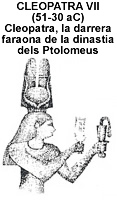 CLEOPATRA VII
(51-30 aC)
Cleopatra, la darrera
faraona de la dinastia
dels Ptolomeus